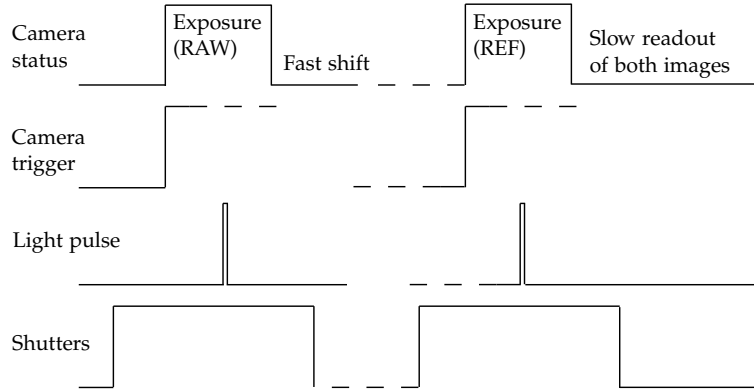 Camera
status
Exposure
(RAW)
Fast shift
Exposure
(REF)
Slow readout
of both images
Camera
trigger
Light pulse
Shutters